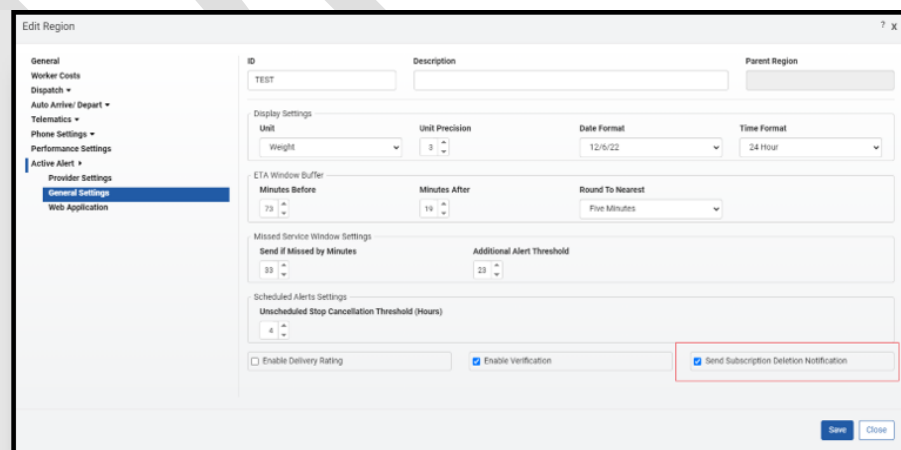 Edit Region
? x
General
Worker Costs
Dispatch
Auto Arrive/ Depart
Telematics
Phone Settings
Performance Settings
Active Alert
Provider Settings
General Settings
Web Application
ID Description Parent Region
TEST
Display Settings
Unit Unit Precision Date Format Time Format
Weight 3 12/6/22 24 Hour
ETA Window Buffer
Minutes Before Minutes After Round To Nearest
73 19 Five Minutes
Missed Service Window Settings
Send if Missed by Minutes Additional Alert Threshold
33 23
Scheduled Alerts Settings
Unscheduled Stop Cancellation Threshold (Hours)
4
Enable Delivery Rating Enable Verification Send Subscription Deletion Notification
Save Close